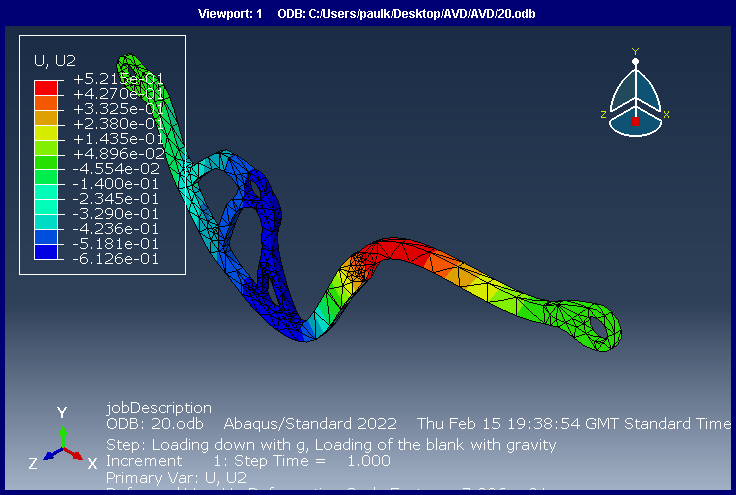 Viewport: 1 ODB: C:/Users/paulk/Desktop/AVD/AVD/20.odb
U, U2
+5.215e-01
+4.270e-01
+3.325e-01
+2.380e-01
+1.435e-01
+4.896e-02
-4.554e-02
-1.400e-01
-2.345e-01
-3.290e-01
-4.236e-01
-5.181e-01
-6.126e-01
Y
Z
X
Y
Z
X
jobDescription
ODB: 20.odb Abaqus/Standard 2022 Thu Feb 15 19:38:54 GMT Standard Time
Step: Loading down with g, Loading of the blank with gravity
Increment 1: Step Time = 1.000
Primary Var: U, U2